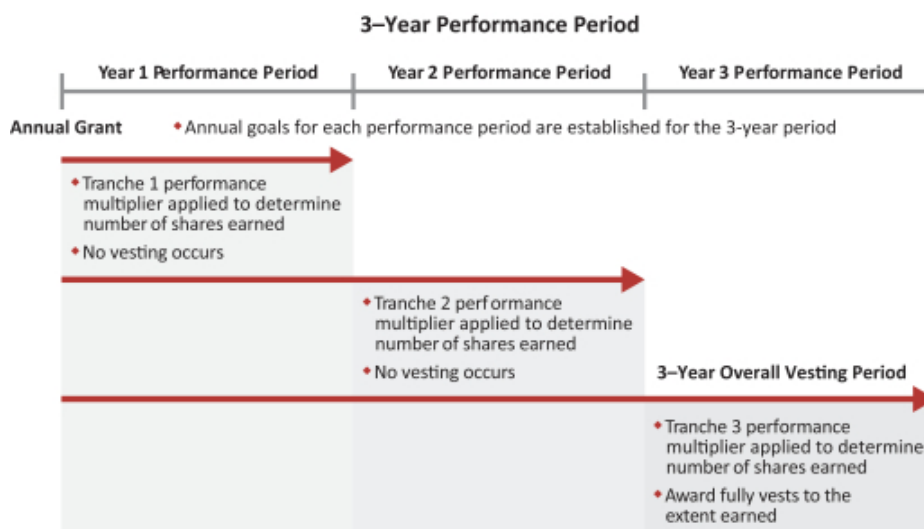 3–Year Performance Period
Year 1 Performance Period
Year 2 Performance Period
Year 3 Performance Period
Annual Grant
♦ Annual goals for each performance period are established for the 3-year period
♦ Tranche 1 performance
multiplier applied to determine
number of shares earned
♦ No vesting occurs
♦ Tranche 2 performance
multiplier applied to determine
number of shares earned
♦ No vesting occurs
3–Year Overall Vesting Period
♦ Tranche 3 performance
multiplier applied to determine
number of shares earned
♦ Award fully vests to the
extent earned